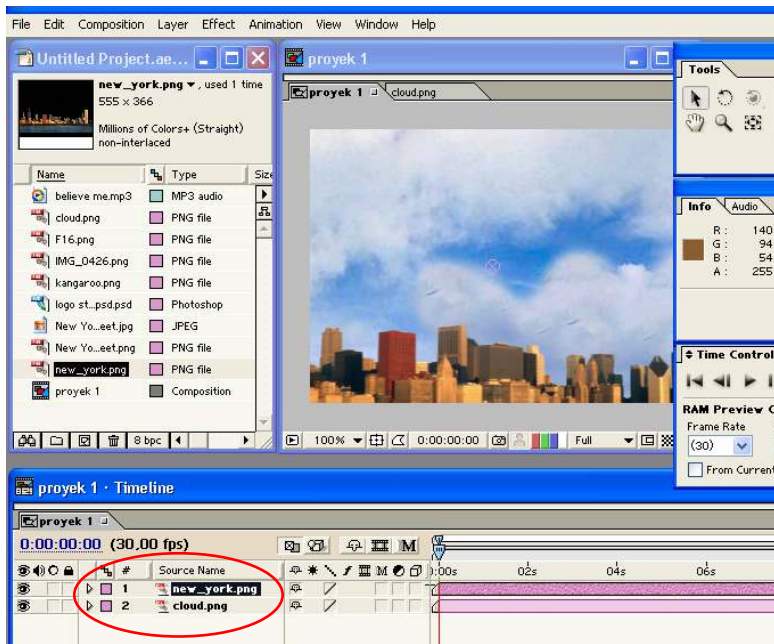 File Edit Composition Layer Effect Animation View Window Help
Untitled Project.ae...
new_york.png ▼, used 1 time
555 × 366
Millions of Colors+ (Straight)
non-interlaced
Name Type Size
believe me.mp3 MP3 audio
cloud.png PNG file
F16.png PNG file
IMG_0426.png PNG file
kangaroo.png PNG file
logo st...psd.psd Photoshop
New Yo...eet.jpg JPEG
New Yo...eet.png PNG file
new_york.png PNG file
proyek 1 Composition
8 bpc
proyek 1
proyek 1 cloud.png
100% 0:00:00:00 Full
Tools
Info Audio
R: 140
G: 94
B: 54
A: 255
Time Control
RAM Preview
Frame Rate
(30)
From Current
proyek 1 · Timeline
proyek 1
0:00:00:00 (30,00 fps) M
# Source Name M ):00s 02s 04s 06s
1 new_york.png
2 cloud.png